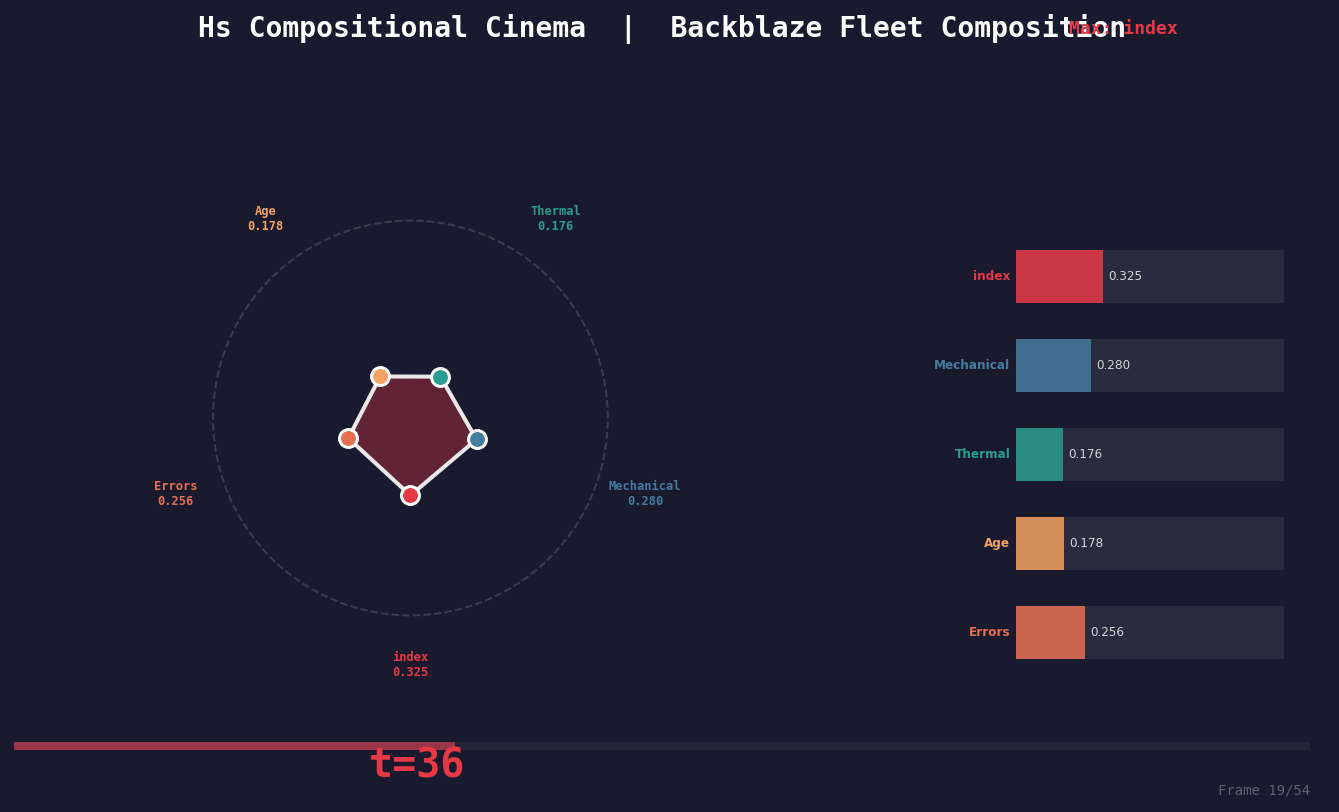 Hs Compositional Cinema | Backblaze Fleet Composition
Max: index
Age
0.178
Thermal
0.176
Errors
0.256
Mechanical
0.280
index
0.325
index 0.325
Mechanical 0.280
Thermal 0.176
Age 0.178
Errors 0.256
t=36
Frame 19/54